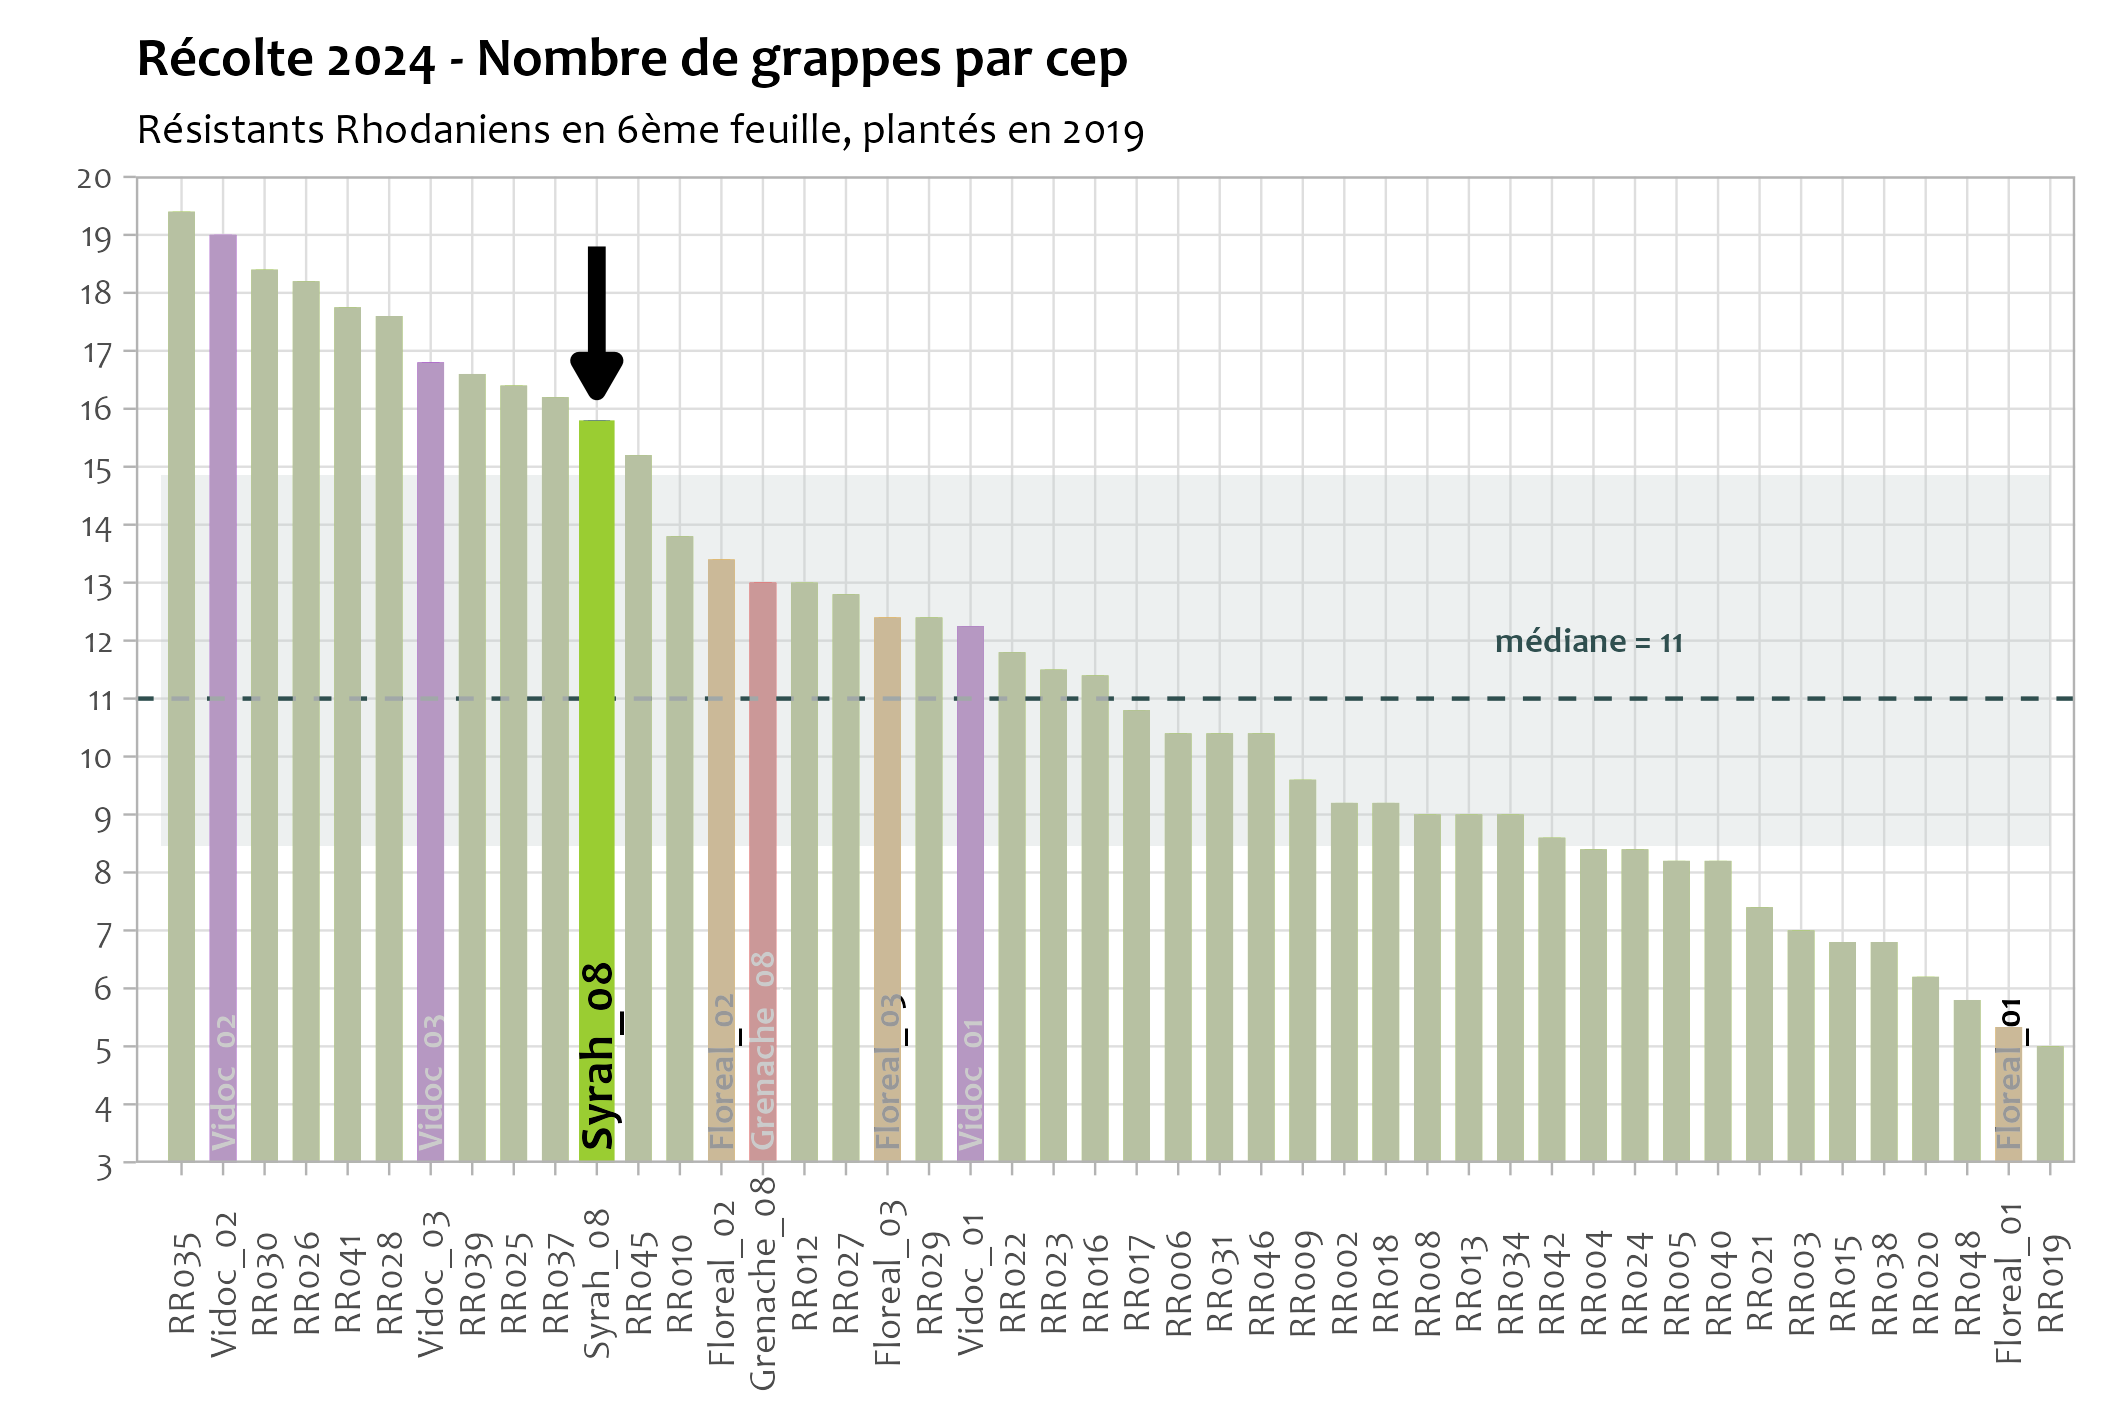 Récolte 2024 - Nombre de grappes par cep
Résistants Rhodaniens en 6ème feuille, plantés en 2019
20
19
18
17
16
15
14
13
12
11
10
9
8
7
6
5
4
3
médiane = 11
Vidoc_02
Vidoc_03
Syrah_08
Floreal_02
Grenache_08
Floreal_03
Vidoc_01
Floreal_01
RR035
Vidoc_02
RR030
RR026
RR041
RR028
Vidoc_03
RR039
RR025
RR037
Syrah_08
RR045
RR010
Floreal_02
Grenache_08
RR012
RR027
Floreal_03
RR029
Vidoc_01
RR022
RR023
RR016
RR017
RR006
RR031
RR046
RR009
RR002
RR018
RR008
RR013
RR034
RR042
RR004
RR024
RR005
RR040
RR021
RR003
RR015
RR038
RR020
RR048
Floreal_01
RR019